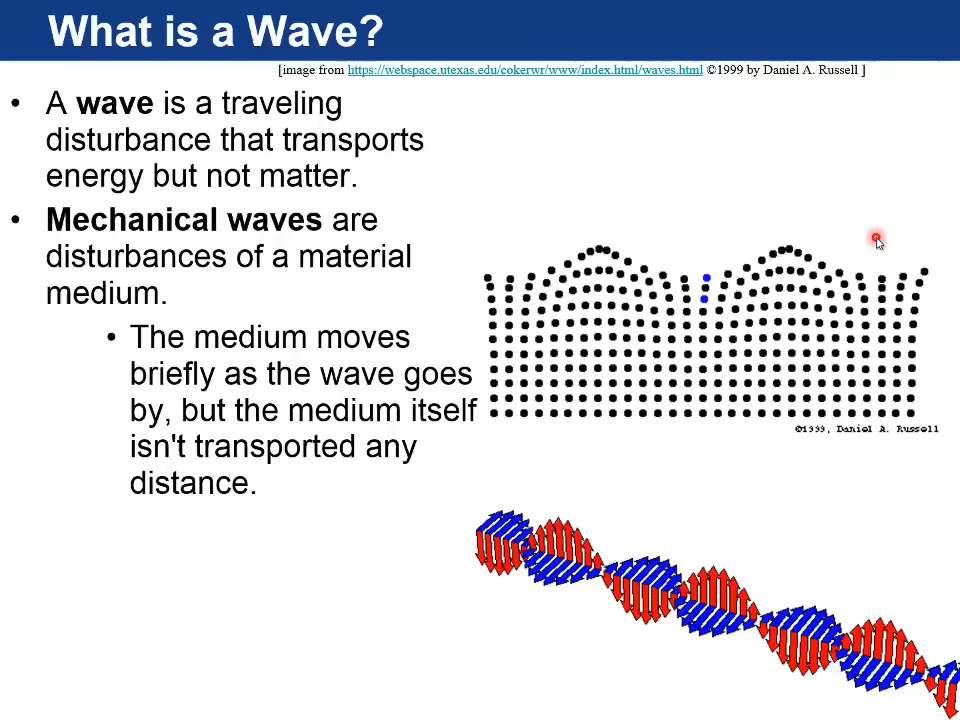 What is a Wave?
[image from https://webspace.utexas.edu/cokerwr/www/index.html/waves.html ©1999 by Daniel A. Russell ]
• A wave is a traveling
disturbance that transports
energy but not matter.
• Mechanical waves are
disturbances of a material
medium.
• The medium moves
briefly as the wave goes
by, but the medium itself
isn't transported any
distance.
©1999, Daniel A. Russell